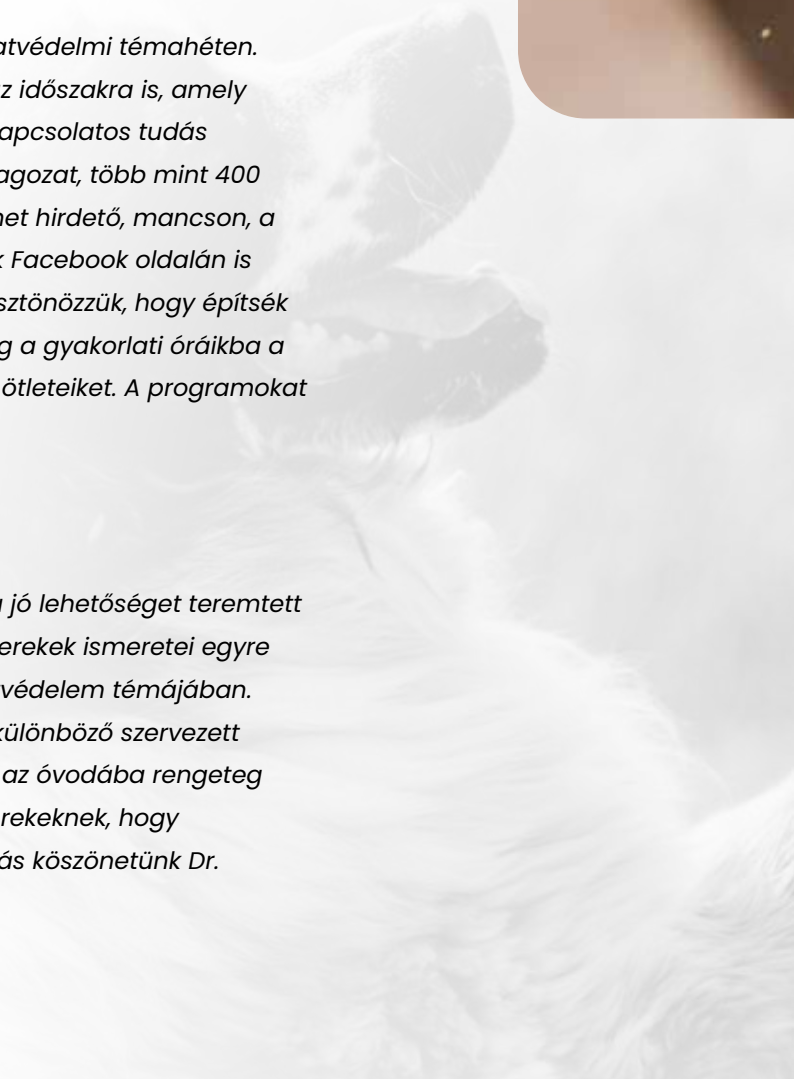 atvédelmi témahéten.
z időszakra is, amely
apcsolatos tudás
agozat, több mint 400
net hirdető, mancson, a
k Facebook oldalán is
sztönözzük, hogy építsék
g a gyakorlati óráikba a
ötleteiket. A programokat
jó lehetőséget teremtett
erekek ismeretei egyre
védelem témájában.
különböző szervezett
az óvodába rengeteg
rekeknek, hogy
ás köszönetünk Dr.